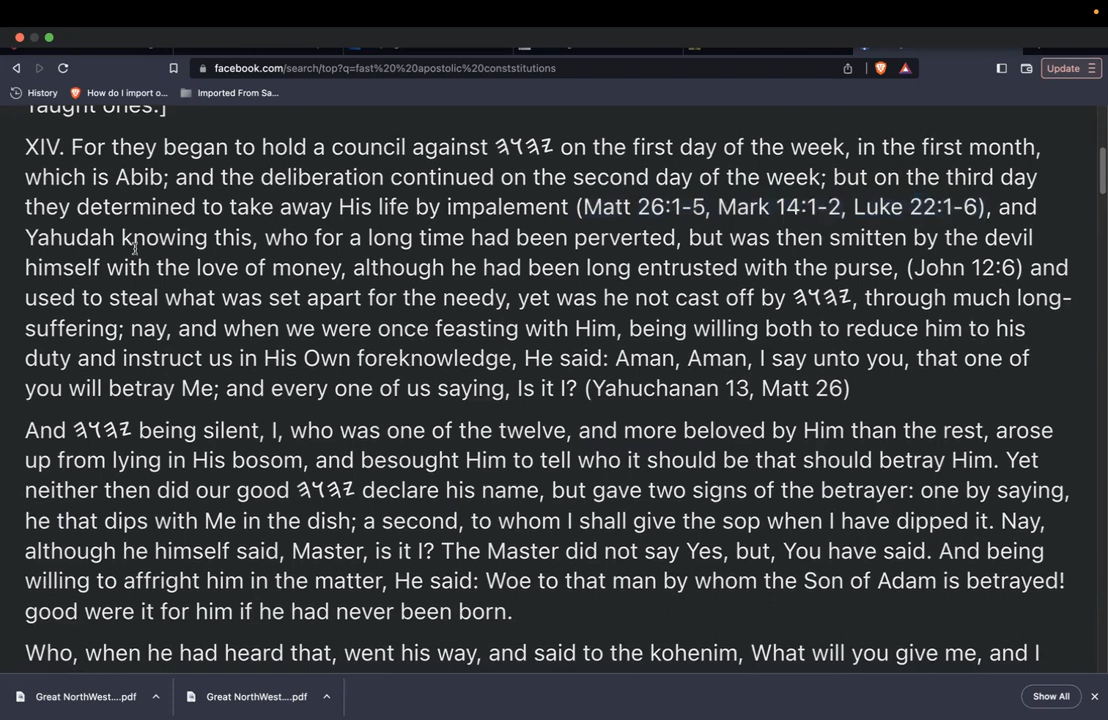 facebook.com/search/top?q=fast%20%20apostolic%20conststitutions
Update
History
How do I import o...
Imported From Sa...
Taught ones.]
XIV. For they began to hold a council against 𐤉𐤄𐤅𐤄 on the first day of the week, in the first month,
which is Abib; and the deliberation continued on the second day of the week; but on the third day
they determined to take away His life by impalement (Matt 26:1-5, Mark 14:1-2, Luke 22:1-6), and
Yahudah knowing this, who for a long time had been perverted, but was then smitten by the devil
himself with the love of money, although he had been long entrusted with the purse, (John 12:6) and
used to steal what was set apart for the needy, yet was he not cast off by 𐤉𐤄𐤅𐤄, through much long-
suffering; nay, and when we were once feasting with Him, being willing both to reduce him to his
duty and instruct us in His Own foreknowledge, He said: Aman, Aman, I say unto you, that one of
you will betray Me; and every one of us saying, Is it I? (Yahuchanan 13, Matt 26)
And 𐤉𐤄𐤅𐤄 being silent, I, who was one of the twelve, and more beloved by Him than the rest, arose
up from lying in His bosom, and besought Him to tell who it should be that should betray Him. Yet
neither then did our good 𐤉𐤄𐤅𐤄 declare his name, but gave two signs of the betrayer: one by saying,
he that dips with Me in the dish; a second, to whom I shall give the sop when I have dipped it. Nay,
although he himself said, Master, is it I? The Master did not say Yes, but, You have said. And being
willing to affright him in the matter, He said: Woe to that man by whom the Son of Adam is betrayed!
good were it for him if he had never been born.
Who, when he had heard that, went his way, and said to the kohenim, What will you give me, and I
Great NorthWest....pdf
Great NorthWest....pdf
Show All